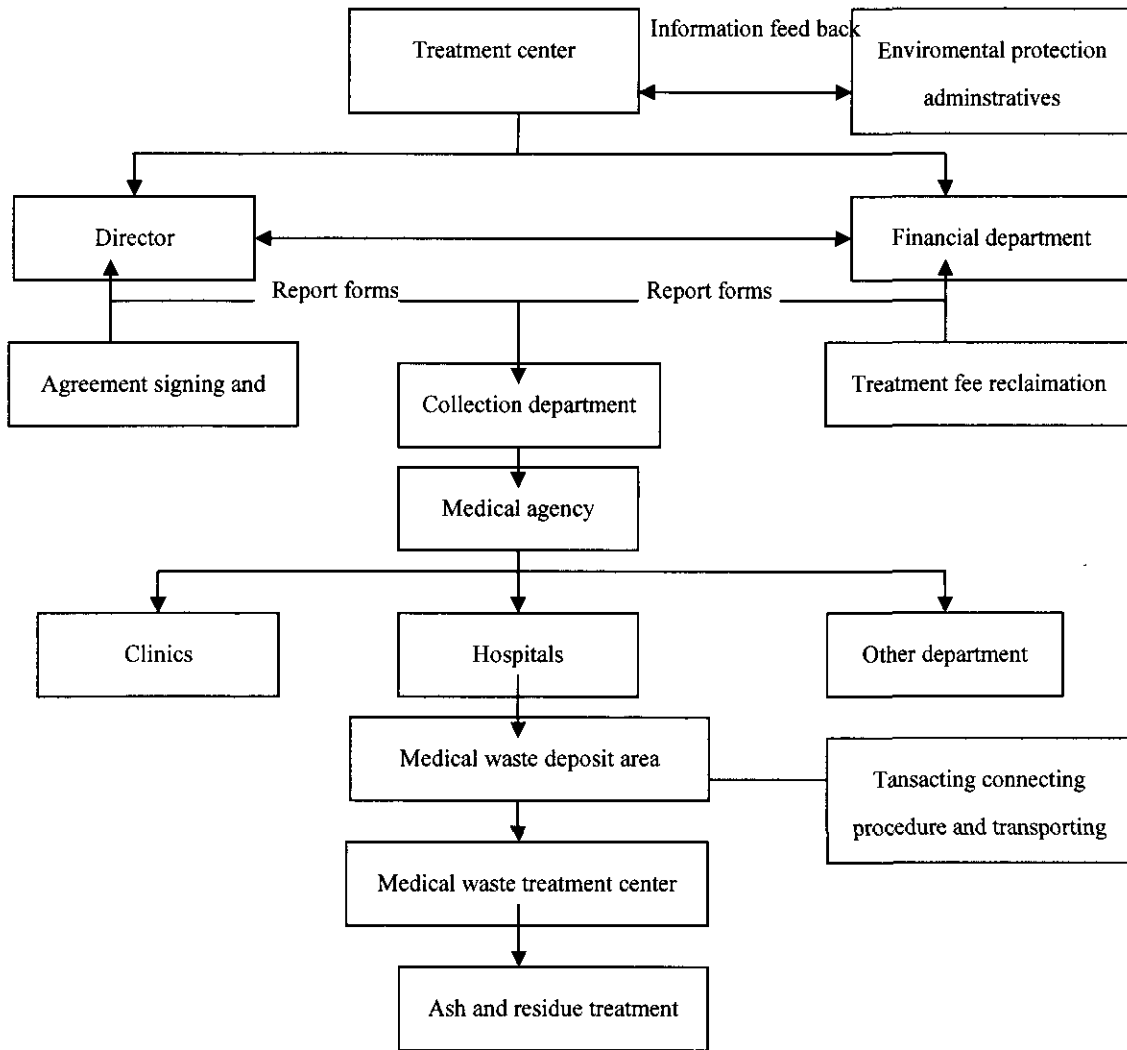 Treatment center
Information feed back
Enviromental protection
adminstratives
Director
Financial department
Report forms
Report forms
Agreement signing and
Collection department
Treatment fee reclaimation
Medical agency
Clinics
Hospitals
Other department
Medical waste deposit area
Tansacting connecting
procedure and transporting
Medical waste treatment center
Ash and residue treatment